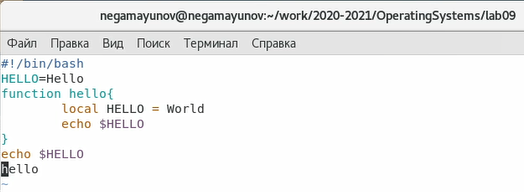 negamayunov@negamayunov:~/work/2020-2021/OperatingSystems/lab09
Файл Правка Вид Поиск Терминал Справка
#!/bin/bash
HELLO=Hello
function hello{
        local HELLO = World
        echo $HELLO
}
echo $HELLO
hello
~